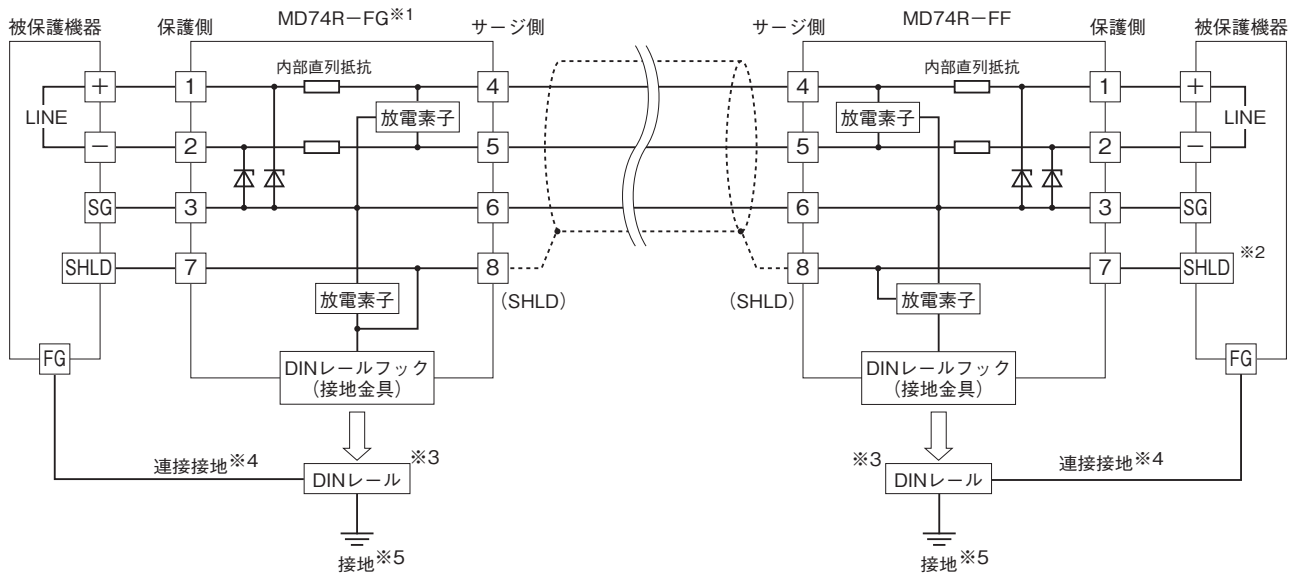 被保護機器
保護側
MD74R−FG※1
サージ側
サージ側
MD74R−FF
保護側
被保護機器
LINE
+
−
SG
SHLD
FG
1
2
3
7
内部直列抵抗
放電素子
放電素子
4
5
6
8
(SHLD)
DINレールフック
(接地金具)
連接接地※4
DINレール
※3
接地※5
4
5
6
8
(SHLD)
内部直列抵抗
放電素子
放電素子
1
2
3
7
+
−
LINE
SG
SHLD
※2
FG
DINレールフック
(接地金具)
※3
DINレール
連接接地※4
接地※5